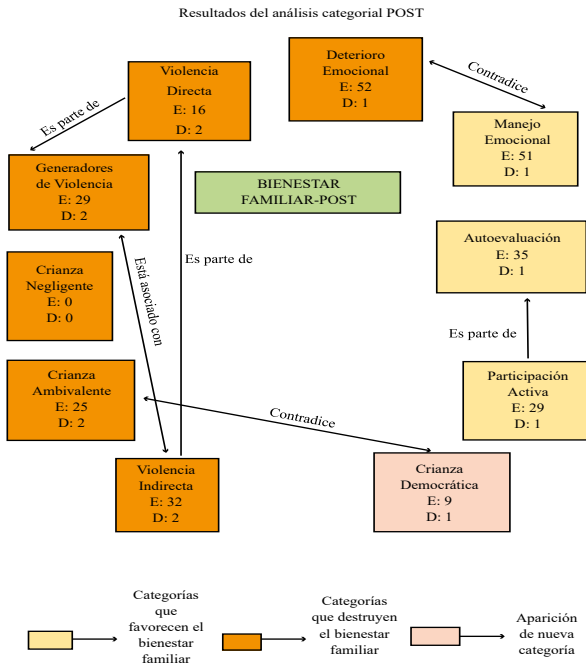 Resultados del análisis categorial POST
Violencia
Directa
E: 16
D: 2
Deterioro
Emocional
E: 52
D: 1
Contradice
Manejo
Emocional
E: 51
D: 1
Es parte de
Generadores
de Violencia
E: 29
D: 2
BIENESTAR
FAMILIAR-POST
Autoevaluación
E: 35
D: 1
Crianza
Negligente
E: 0
D: 0
Está asociado con
Es parte de
Es parte de
Crianza
Ambivalente
E: 25
D: 2
Contradice
Participación
Activa
E: 29
D: 1
Violencia
Indirecta
E: 32
D: 2
Crianza
Democrática
E: 9
D: 1
Categorías
que
favorecen el
bienestar
familiar
Categorías
que destruyen
el bienestar
familiar
Aparición
de nueva
categoría